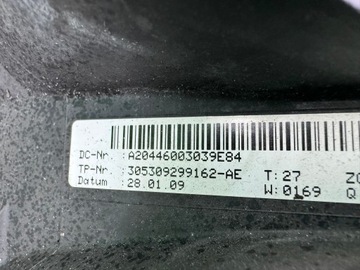 DC-Nr. :A20446003039E84
TP-Nr. :305309299162-AE T:27
Datum :28.01.09 W:0169 Q